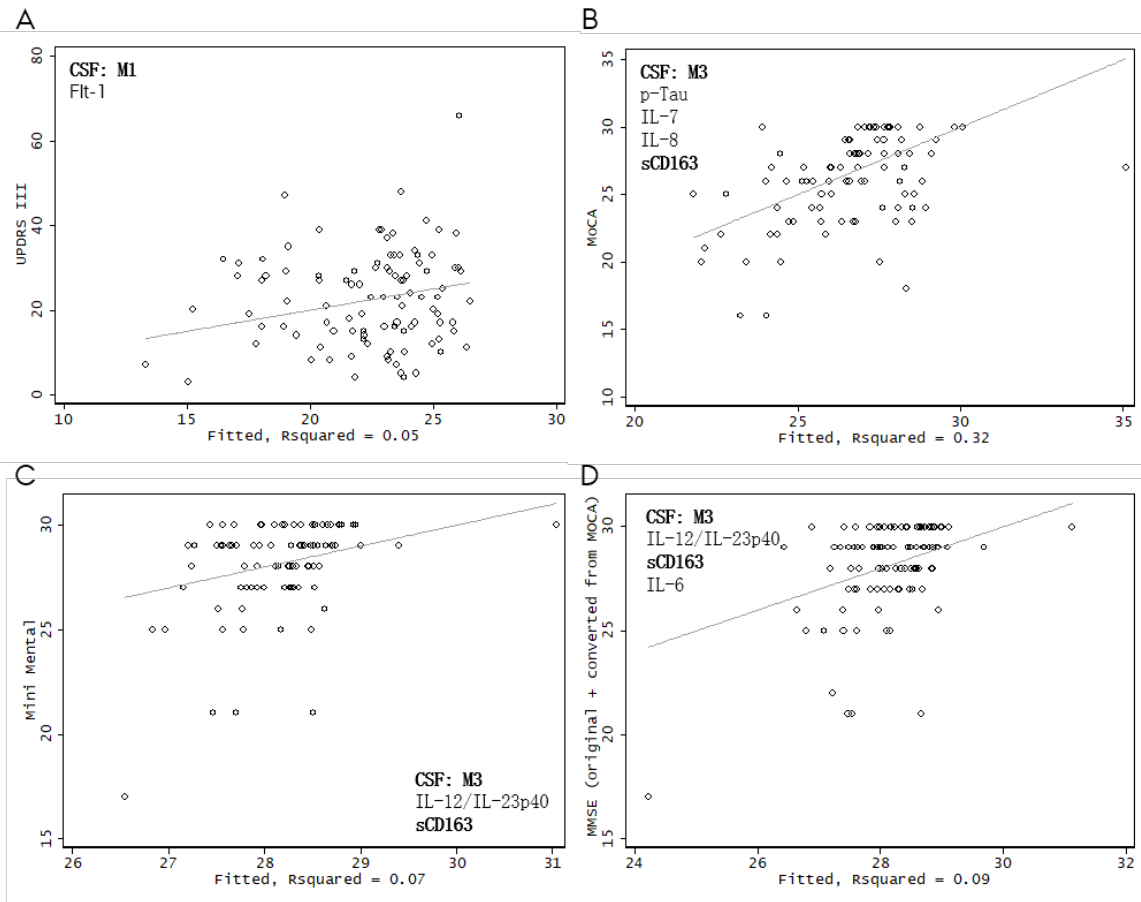 A
80
60
40
20
0
UPDRS III
CSF: M1
Flt-1
10 15 20 25 30
Fitted, Rsquared = 0.05
B
35
30
25
20
15
10
MoCA
CSF: M3
p-Tau
IL-7
IL-8
sCD163
20 25 30 35
Fitted, Rsquared = 0.32
C
30
25
20
15
Mini Mental
CSF: M3
IL-12/IL-23p40
sCD163
26 27 28 29 30 31
Fitted, Rsquared = 0.07
D
30
25
20
15
MMSE (original + converted from MOCA)
CSF: M3
IL-12/IL-23p40
sCD163
IL-6
24 26 28 30 32
Fitted, Rsquared = 0.09